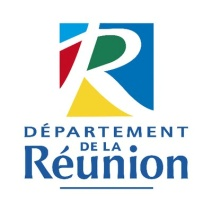 R
DÉPARTEMENT
DE LA
Réunion